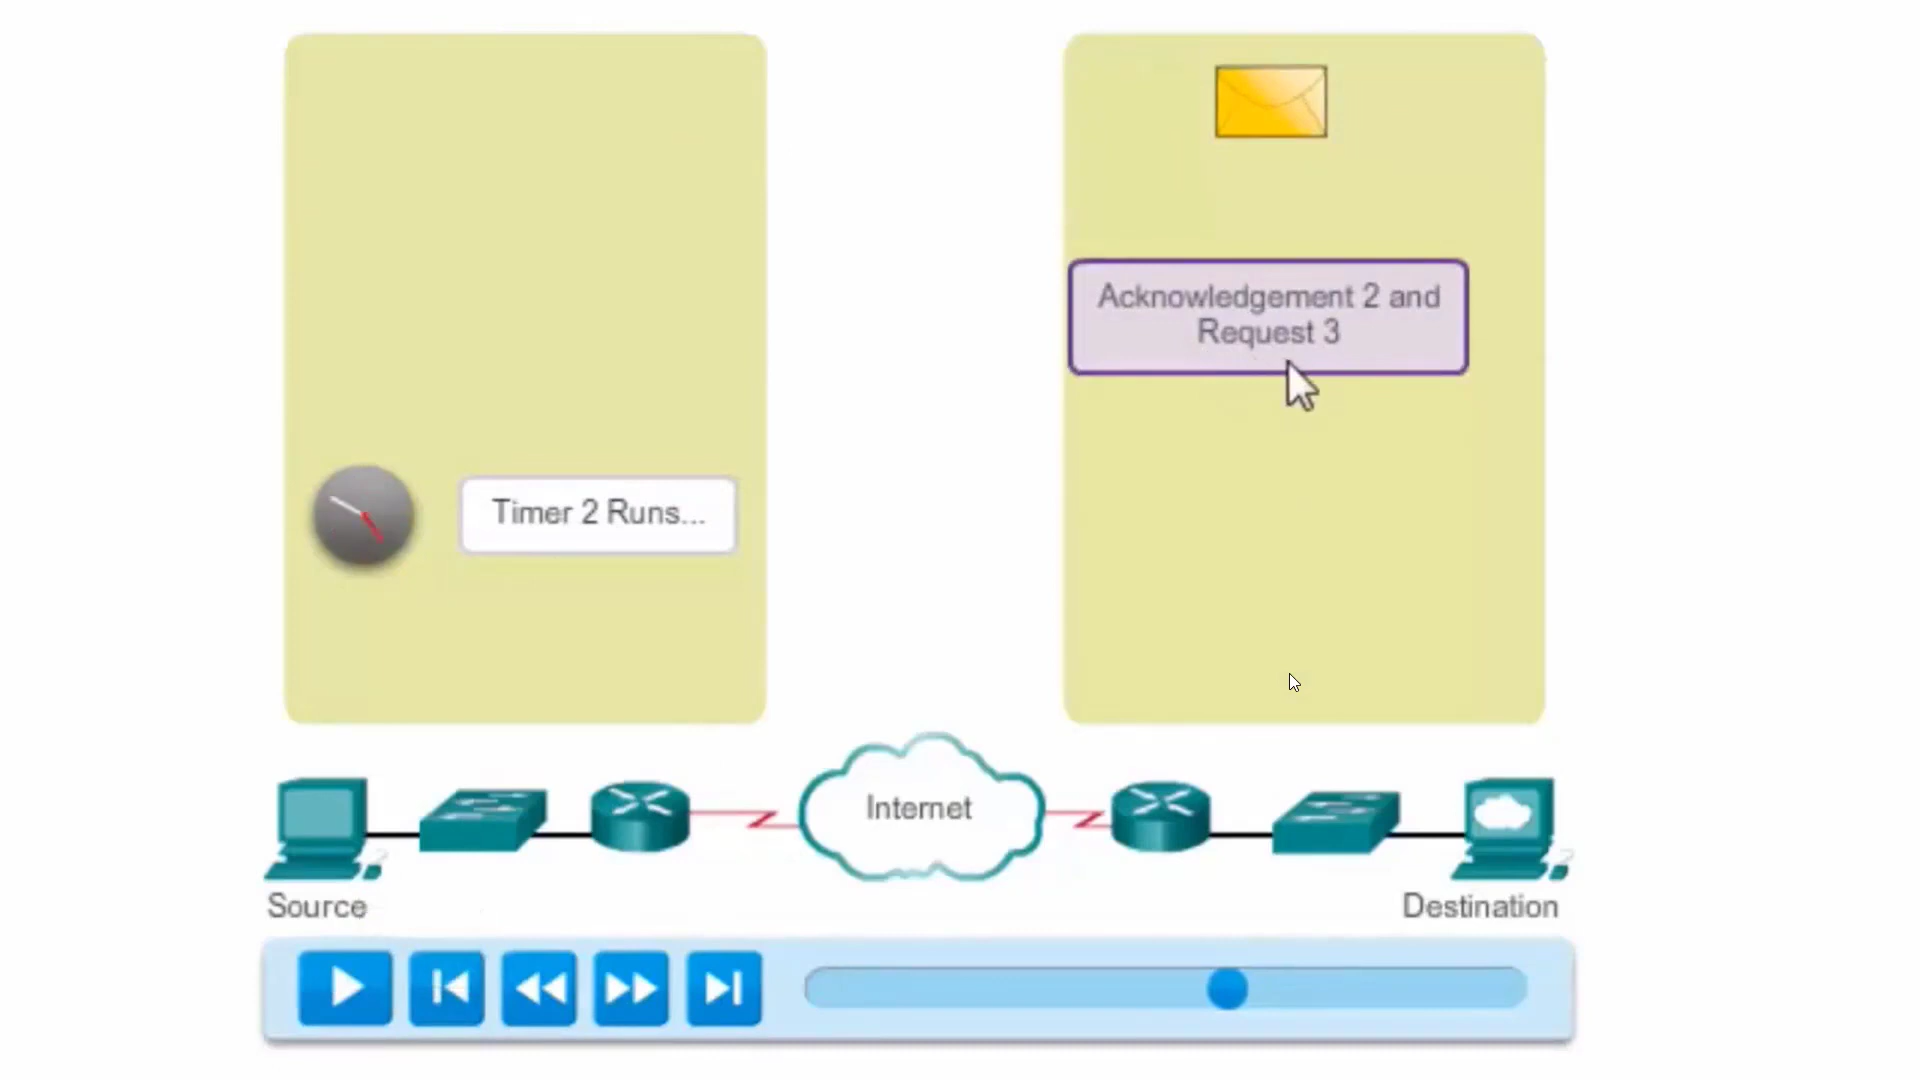 Acknowledgement 2 and
Request 3
Timer 2 Runs...
Internet
Source
Destination